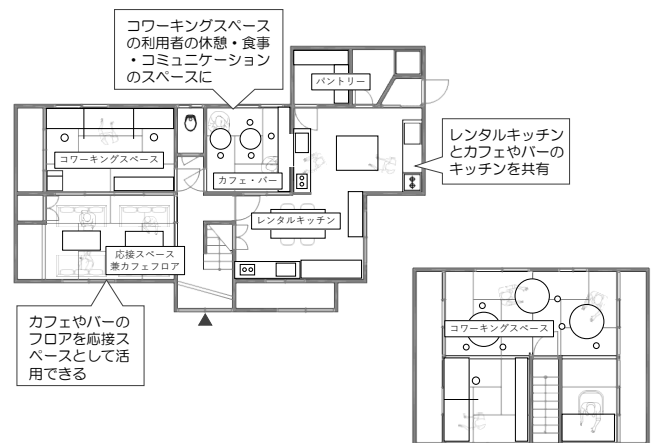 コワーキングスペース
の利用者の休憩・食事
・コミュニケーション
のスペースに
パントリー
コワーキングスペース
カフェ・バー
レンタルキッチン
とカフェやバーの
キッチンを共有
レンタルキッチン
応接スペース
兼カフェフロア
カフェやバーの
フロアを応接ス
ペースとして活
用できる
コワーキングスペース